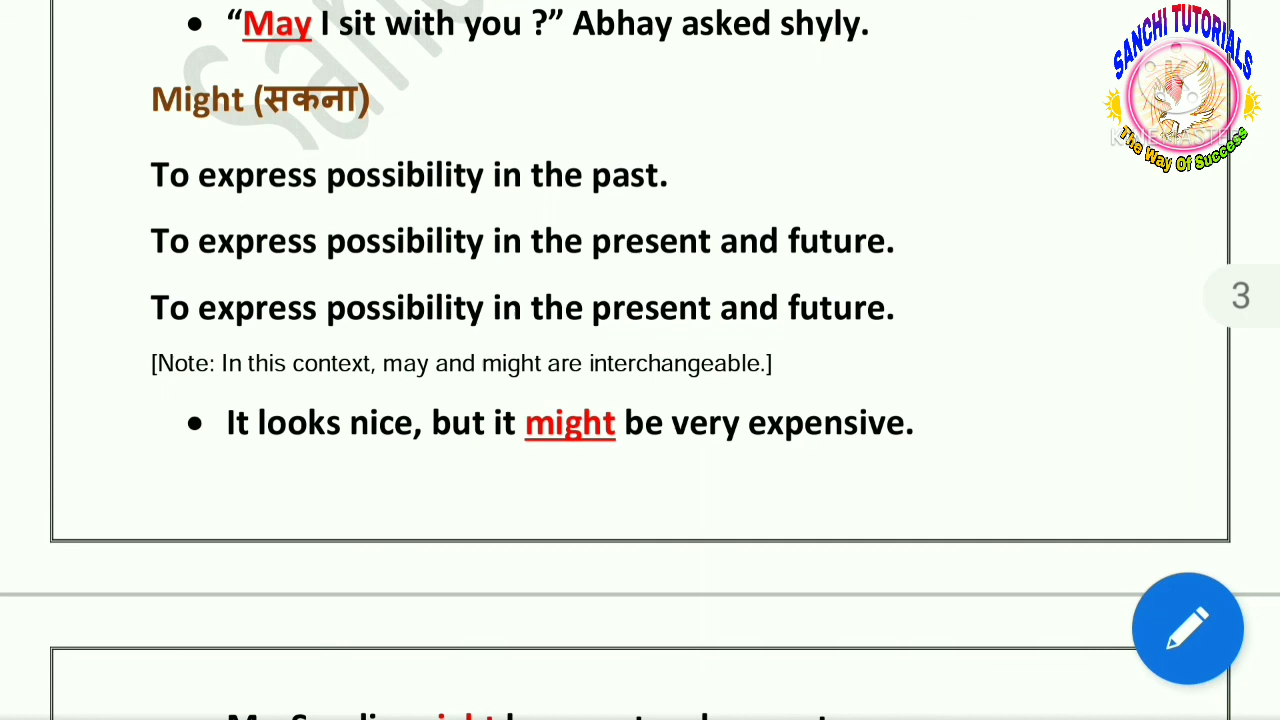 • “May I sit with you ?” Abhay asked shyly.
Might (सकना)
To express possibility in the past.
To express possibility in the present and future.
To express possibility in the present and future.
[Note: In this context, may and might are interchangeable.]
• It looks nice, but it might be very expensive.
SANCHI TUTORIALS
KINEMASTER
The Way Of Success
3